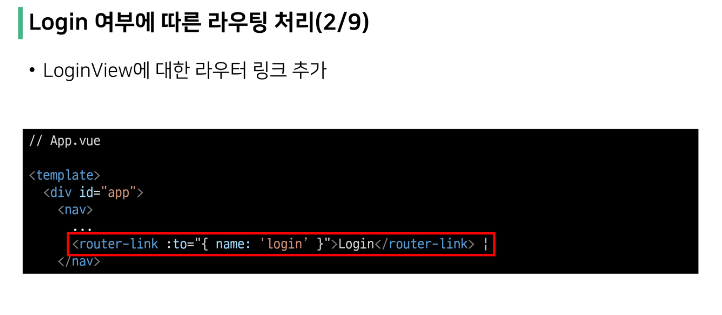 Login 여부에 따른 라우팅 처리(2/9)
• LoginView에 대한 라우터 링크 추가
// App.vue
<template>
<div id="app">
<nav>
...
<router-link :to="{ name: 'login’ }">Login</router-link> ¦
</nav>